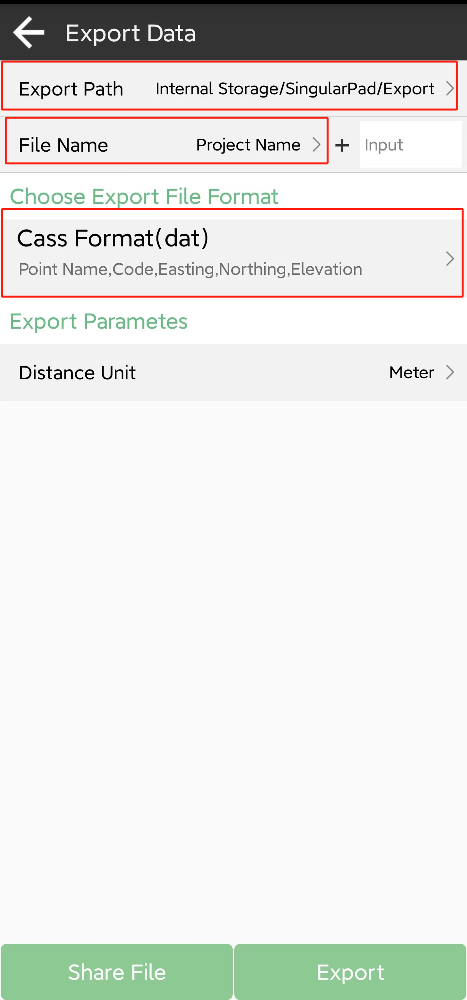 Export Data
Export Path Internal Storage/SingularPad/Export
File Name Project Name + Input
Choose Export File Format
Cass Format(dat)
Point Name,Code,Easting,Northing,Elevation
Export Parametes
Distance Unit Meter
Share File Export